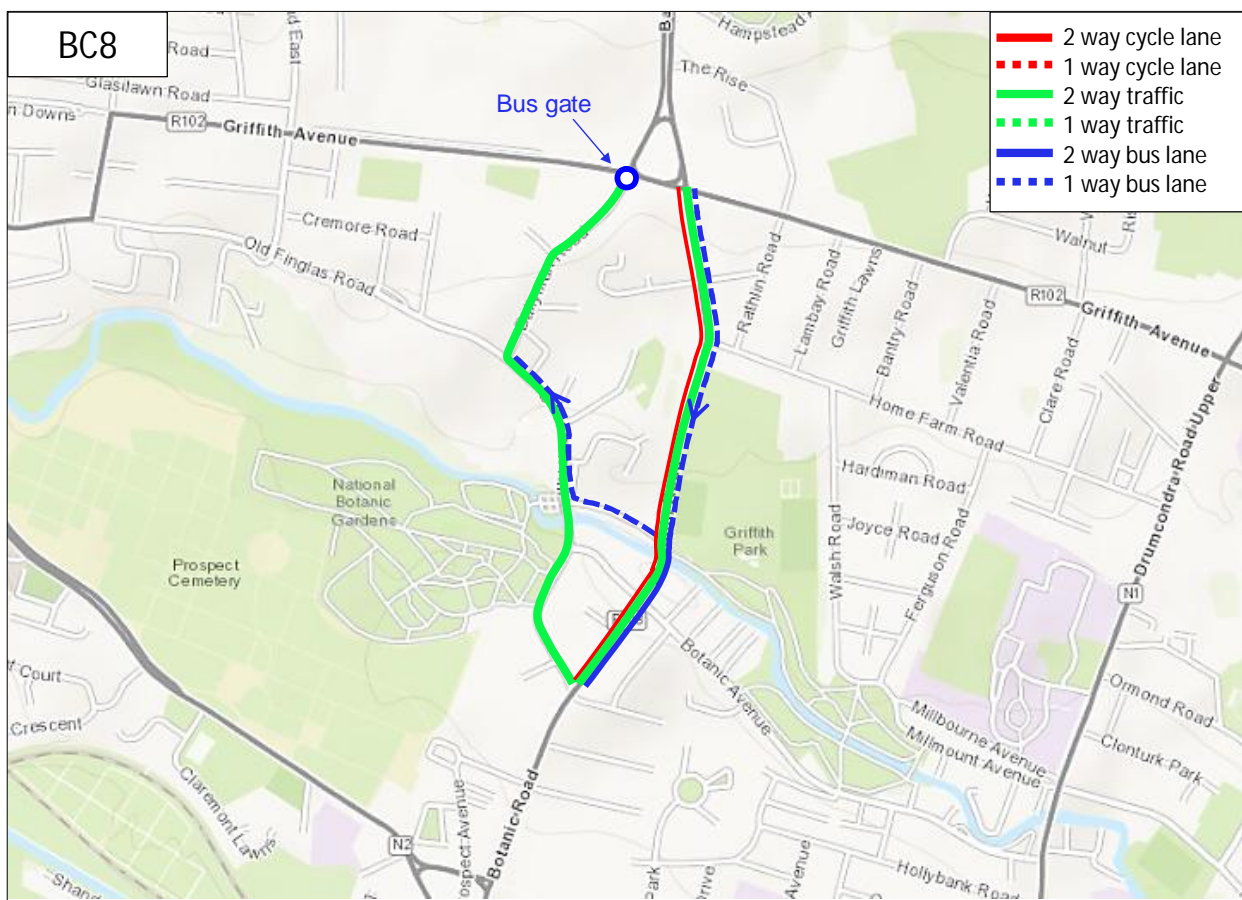 BC8
2 way cycle lane
1 way cycle lane
2 way traffic
1 way traffic
2 way bus lane
1 way bus lane
Bus gate
Hampstead
The Rise
Road
East
Glasilawn Road
Downs
R102
Griffith Avenue
Cremore Road
Old Finglas Road
Road
Walnut
R102
Griffith Avenue
Rathlin Road
Lambay Road
Griffith Lawns
Bantry Road
Valentia Road
Clare Road
Home Farm Road
Drumcondra Road Upper
Hardiman Road
Joyce Road
Walsh Road
Ferguson Road
National
Botanic
Gardens
Griffith
Park
Prospect
Cemetery
N1
Botanic Avenue
Court
Crescent
Ormond Road
Millbourne Avenue
Millmount Avenue
Clonturk Park
Claremont Lawns
N2
Prospect Avenue
Botanic Road
Park
Drive
Avenue
Hollybank Road